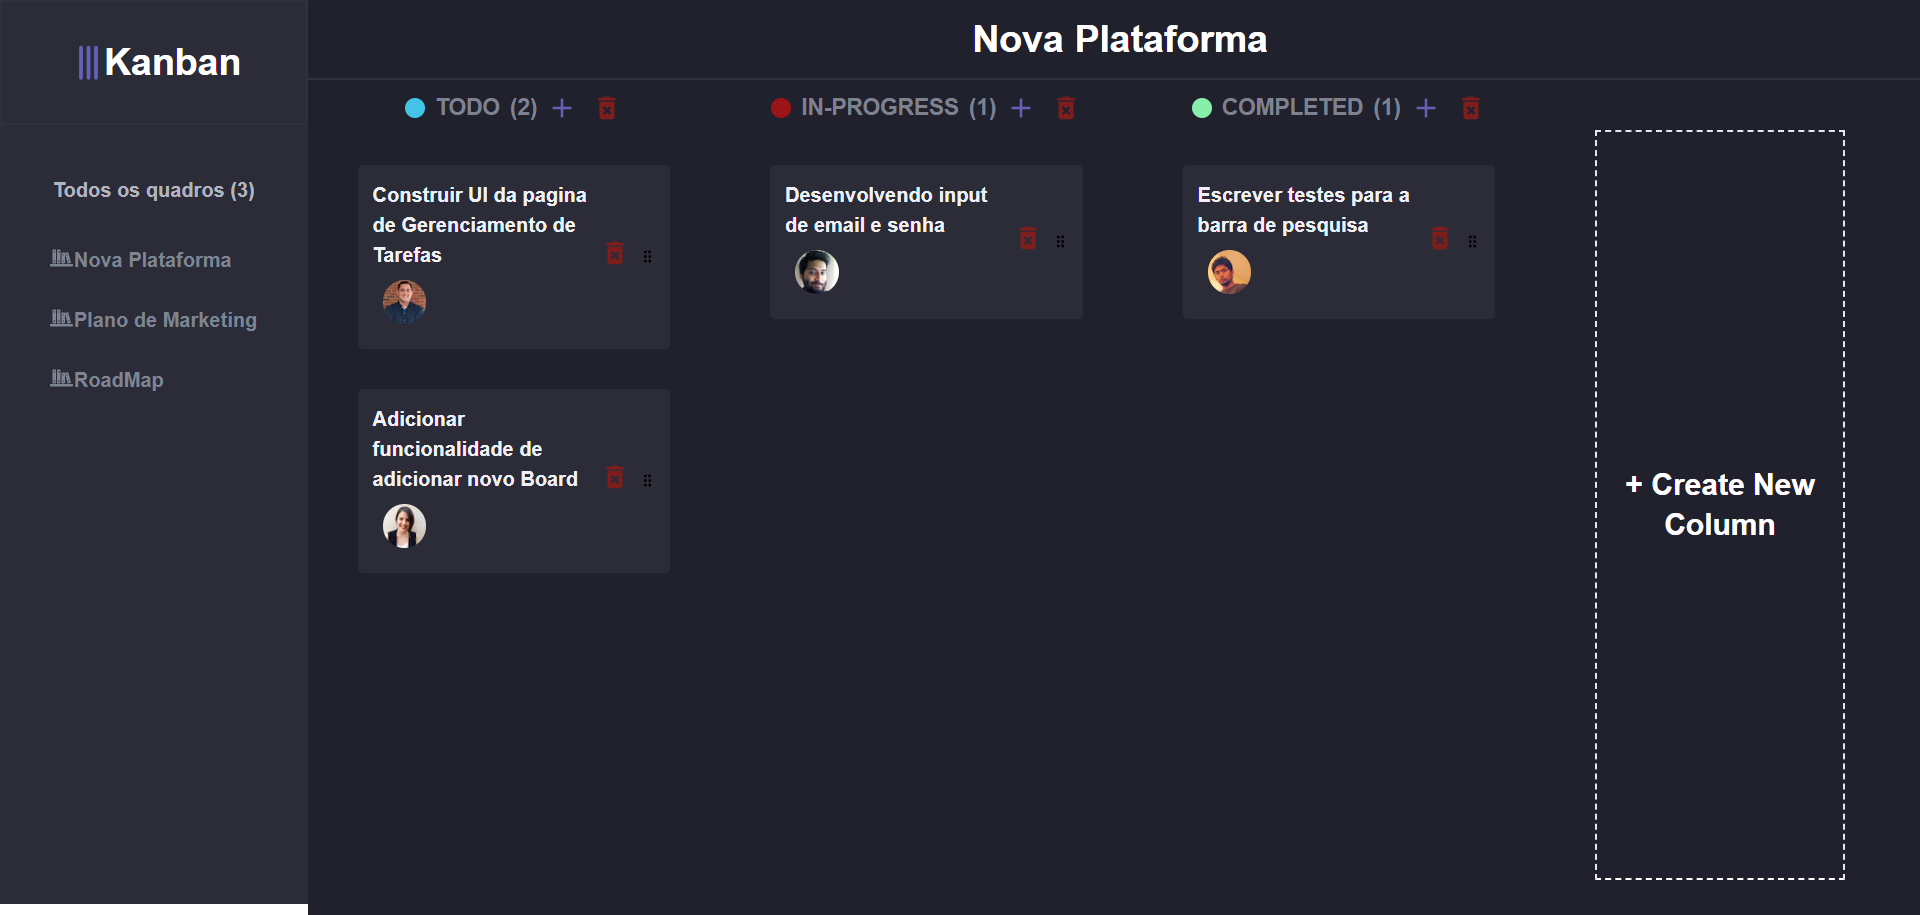 Kanban
Todos os quadros (3)
Nova Plataforma
Plano de Marketing
RoadMap
Nova Plataforma
TODO (2) +
Construir UI da pagina
de Gerenciamento de
Tarefas
Adicionar
funcionalidade de
adicionar novo Board
IN-PROGRESS (1) +
Desenvolvendo input
de email e senha
COMPLETED (1) +
Escrever testes para a
barra de pesquisa
+ Create New
Column